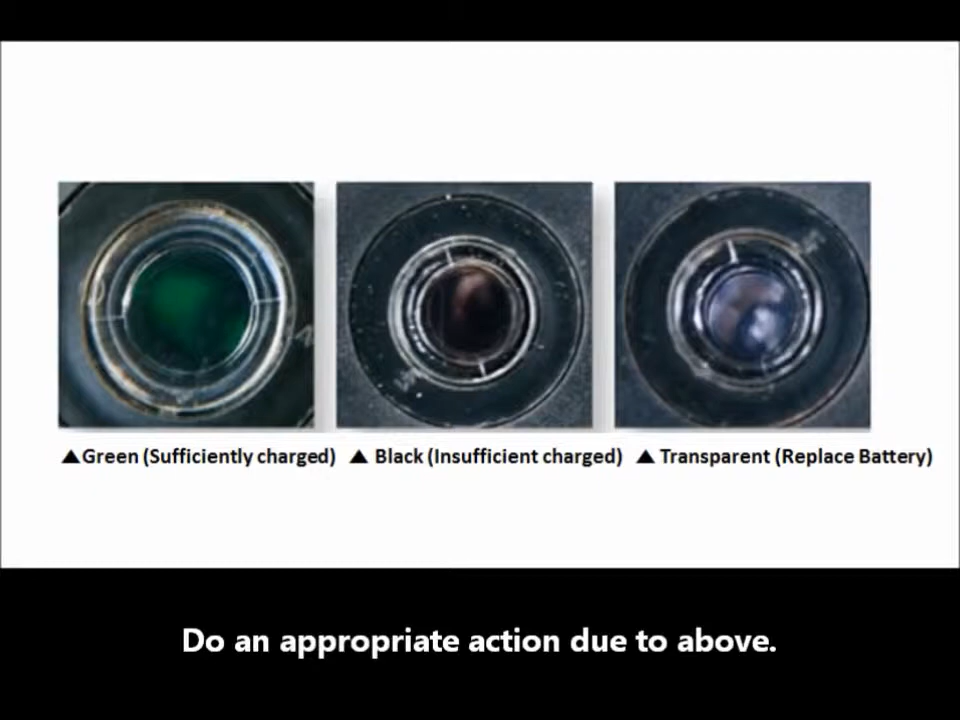 ▲Green (Sufficiently charged) ▲ Black (Insufficient charged) ▲ Transparent (Replace Battery)
Do an appropriate action due to above.